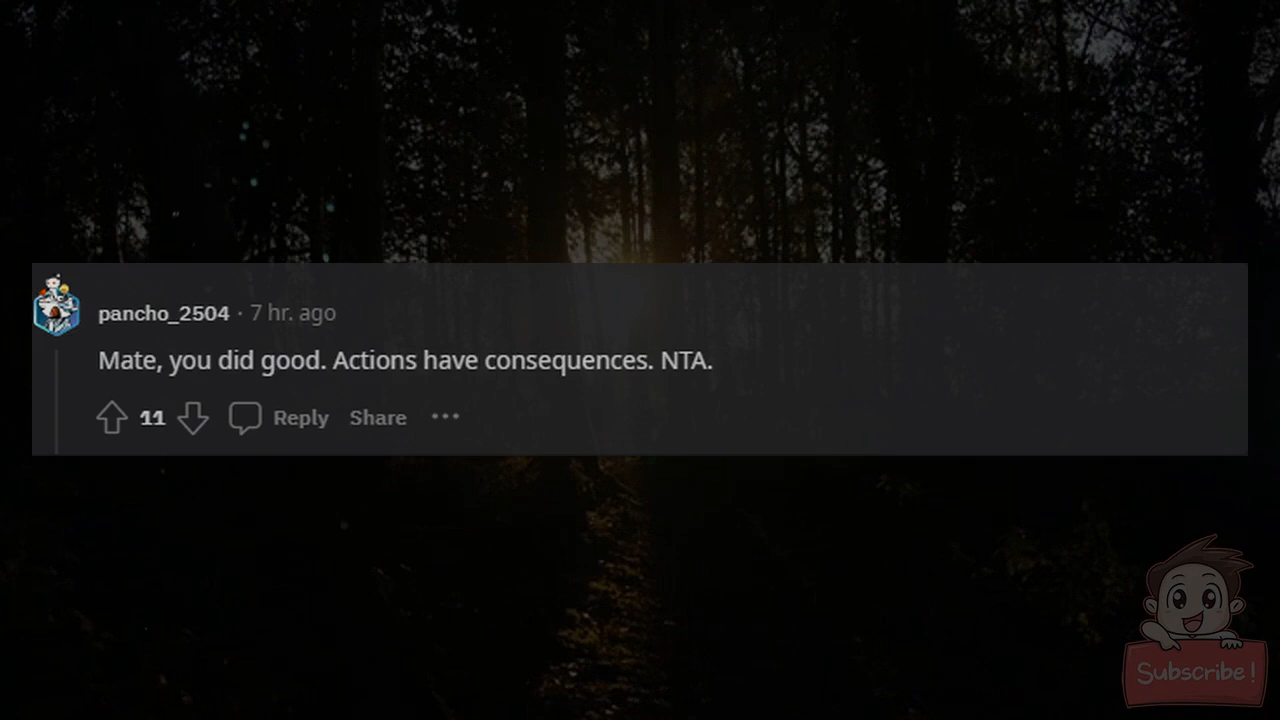 pancho_2504 · 7 hr. ago
Mate, you did good. Actions have consequences. NTA.
11 Reply Share ···
Subscribe!